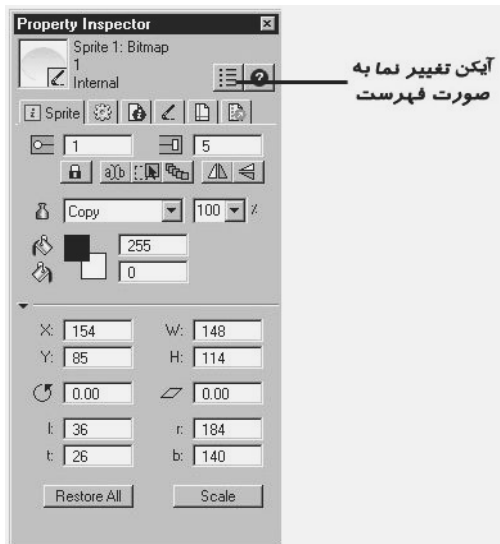 Property Inspector
Sprite 1: Bitmap
1
Internal
آیکن تغییر نما به
صورت فهرست
Sprite
1 5
Copy 100 %
255
0
X: 154 W: 148
Y: 85 H: 114
0.00 0.00
l: 36 r: 184
t: 26 b: 140
Restore All Scale